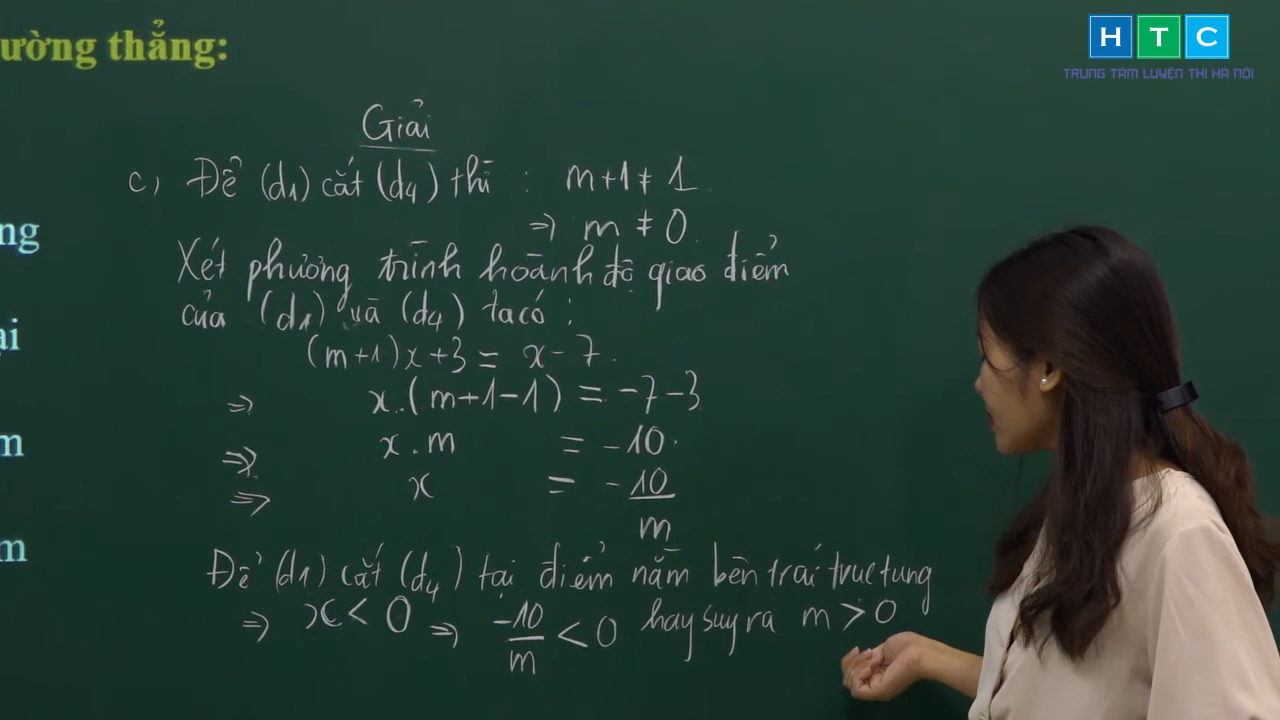 ường thẳng:
H T C
TRUNG TÂM LUYỆN THI HÀ NỘI
Giải
c) Để (d1) cắt (d4) thì : m+1 ≠ 1.
⇒ m ≠ 0.
ng
Xét phương trình hoành độ giao điểm
của (d1) và (d4) ta có :
ại
(m+1)x+3 = x-7.
⇒ x.(m+1-1) = -7-3
m
⇒ x.m = -10.
⇒ x = -10/m
m
Để (d1) cắt (d4) tại điểm nằm bên trái trục tung
⇒ x < 0 ⇒ -10/m < 0 hay suy ra m > 0